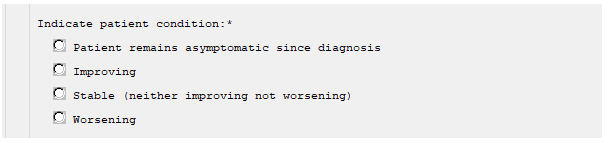 Indicate patient condition:*
Patient remains asymptomatic since diagnosis
Improving
Stable (neither improving not worsening)
Worsening